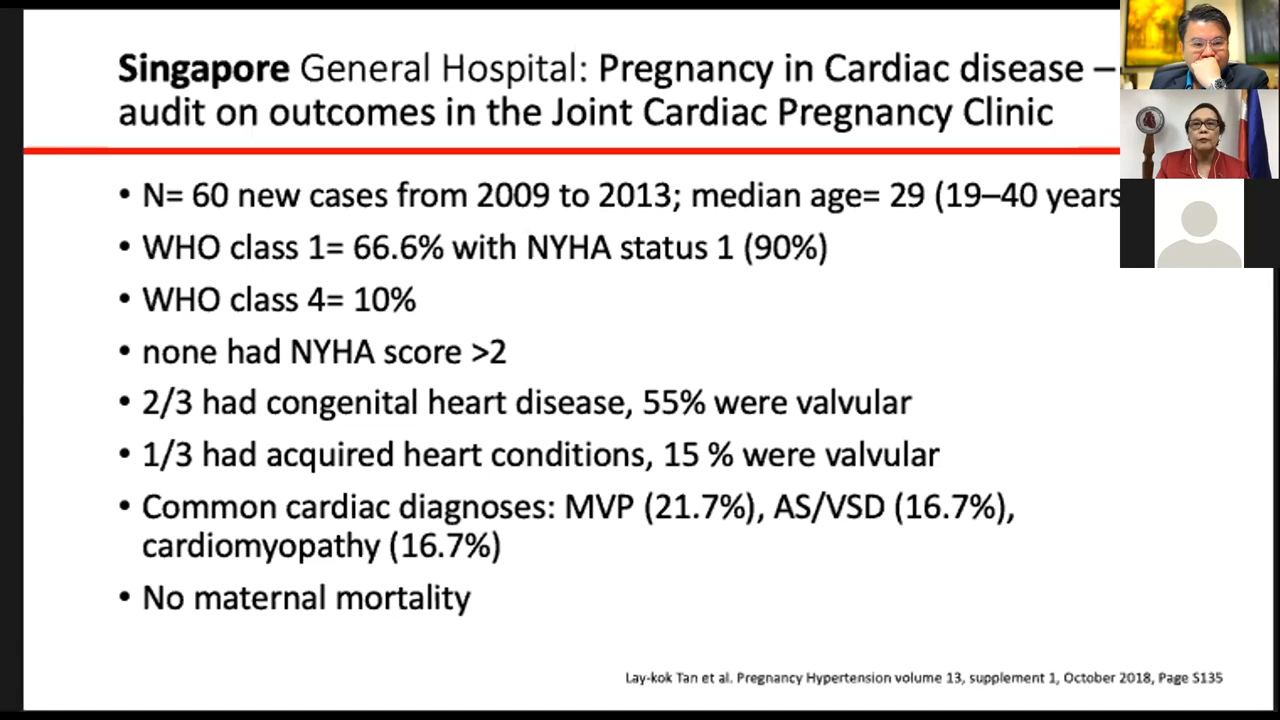 Singapore General Hospital: Pregnancy in Cardiac disease –
audit on outcomes in the Joint Cardiac Pregnancy Clinic
• N= 60 new cases from 2009 to 2013; median age= 29 (19–40 years
• WHO class 1= 66.6% with NYHA status 1 (90%)
• WHO class 4= 10%
• none had NYHA score >2
• 2/3 had congenital heart disease, 55% were valvular
• 1/3 had acquired heart conditions, 15 % were valvular
• Common cardiac diagnoses: MVP (21.7%), AS/VSD (16.7%),
cardiomyopathy (16.7%)
• No maternal mortality
Lay-kok Tan et al. Pregnancy Hypertension volume 13, supplement 1, October 2018, Page S135